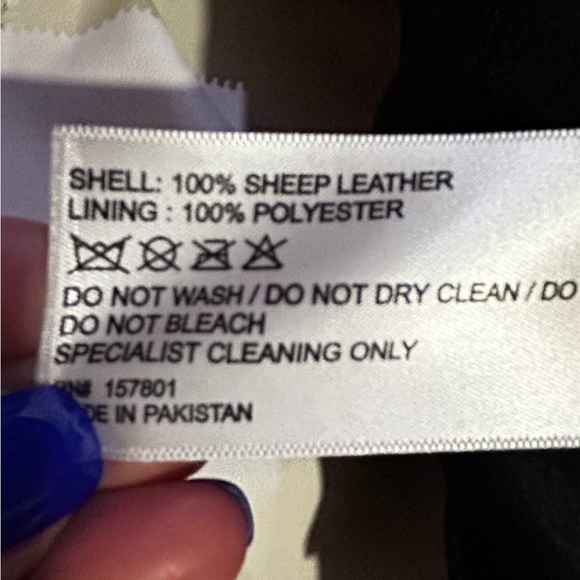 SHELL: 100% SHEEP LEATHER
LINING : 100% POLYESTER
DO NOT WASH / DO NOT DRY CLEAN / DO
DO NOT BLEACH
SPECIALIST CLEANING ONLY
157801
IN PAKISTAN